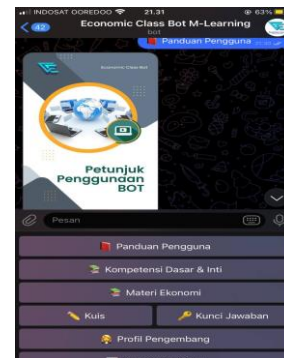 INDOSAT OOREDOO 21.31 63%
42 Economic Class Bot M-Learning
bot
Panduan Pengguna
Economic Class Bot
Petunjuk
Penggunaan
BOT
Pesan
Panduan Pengguna
Kompetensi Dasar & Inti
Materi Ekonomi
Kuis Kunci Jawaban
Profil Pengembang